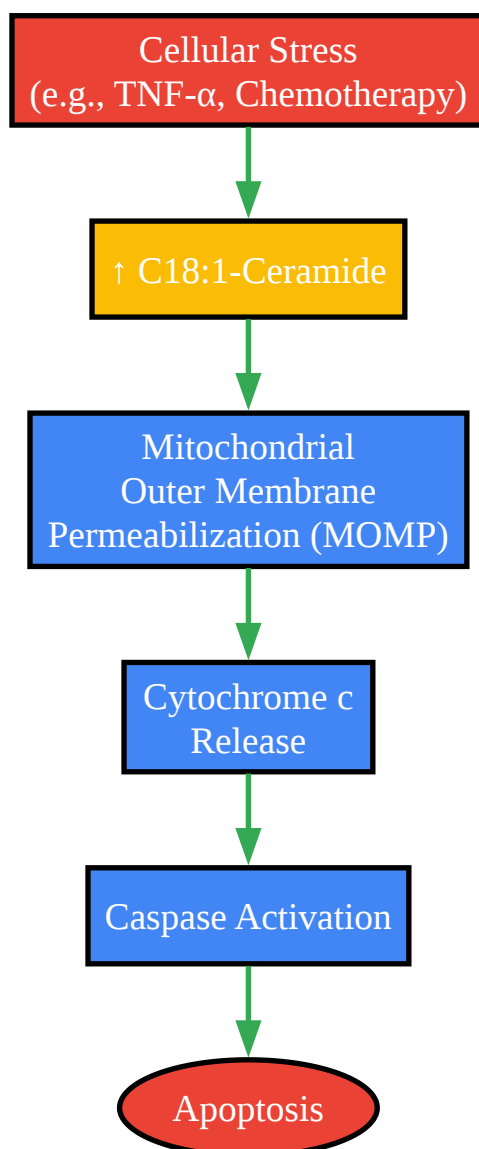 Cellular Stress
(e.g., TNF-α, Chemotherapy)
↑ C18:1-Ceramide
Mitochondrial
Outer Membrane
Permeabilization (MOMP)
Cytochrome c
Release
Caspase Activation
Apoptosis